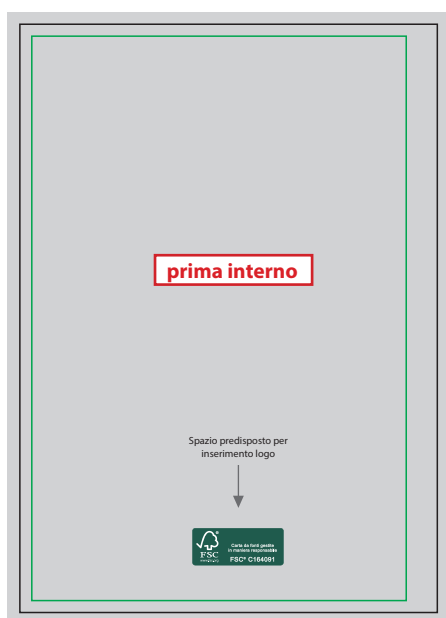 prima interno
Spazio predisposto per
inserimento logo
Carta da fonti gestite
in maniera responsabile
FSC
FSC® C164091